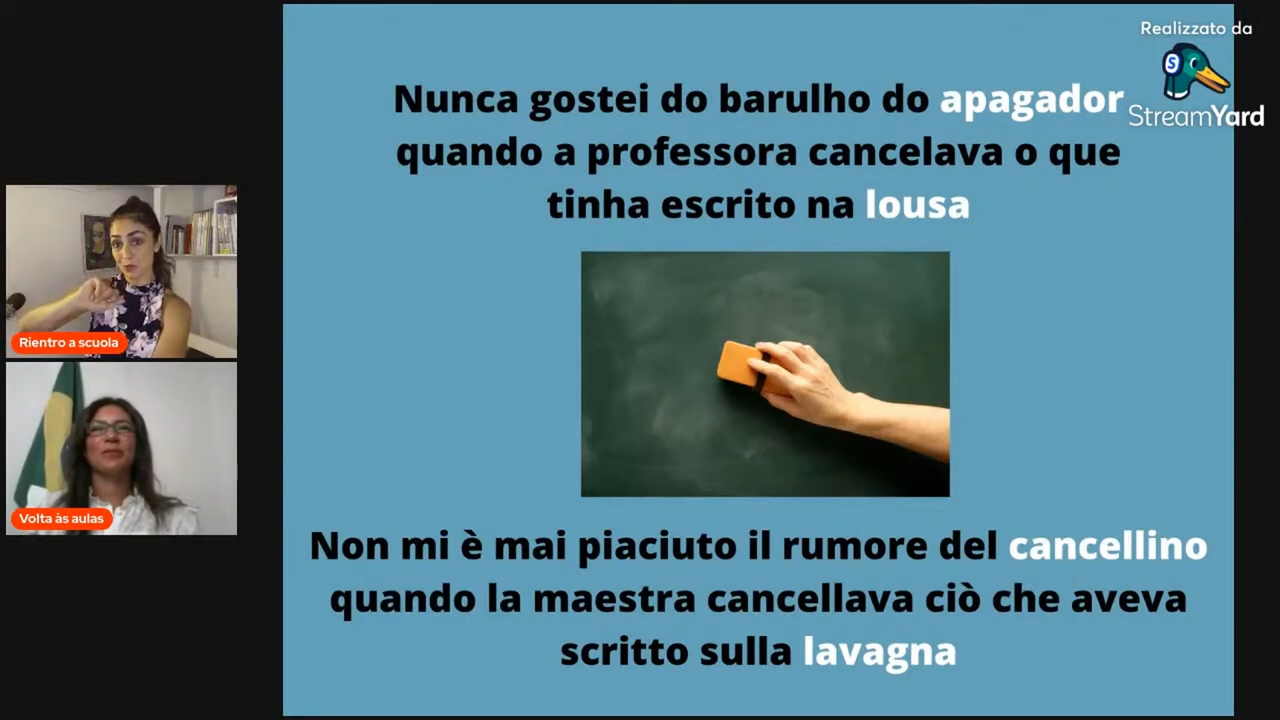 Realizzato da
StreamYard
Nunca gostei do barulho do apagador
quando a professora cancelava o que
tinha escrito na lousa
Rientro a scuola
Volta às aulas
Non mi è mai piaciuto il rumore del cancellino
quando la maestra cancellava ciò che aveva
scritto sulla lavagna